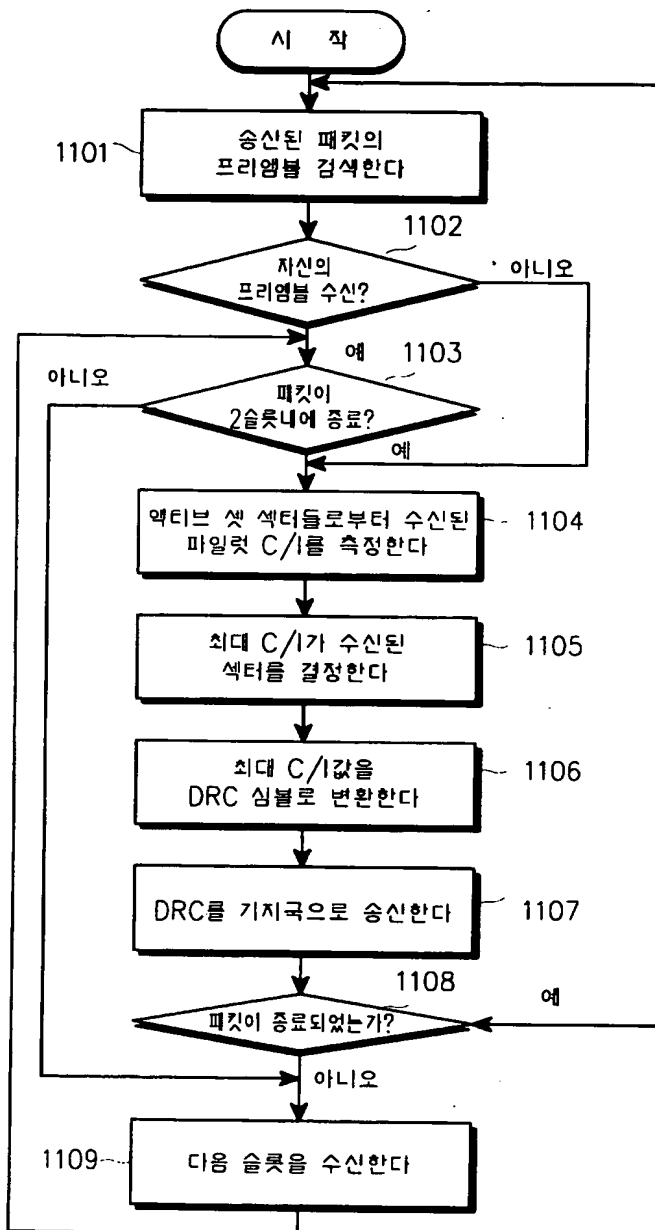 시 작
1101
송신된 패킷의
프리엠블 검색한다
1102
자신의
프리엠블 수신?
아니오
예
1103
아니오
패킷이
2슬롯내에 종료?
예
액티브 셋 섹터들로부터 수신된
파일럿 C/I를 측정한다
1104
최대 C/I가 수신된
섹터를 결정한다
1105
최대 C/I값을
DRC 심볼로 변환한다
1106
DRC를 기지국으로 송신한다
1107
1108
패킷이 종료되었는가?
예
아니오
1109
다음 슬롯을 수신한다